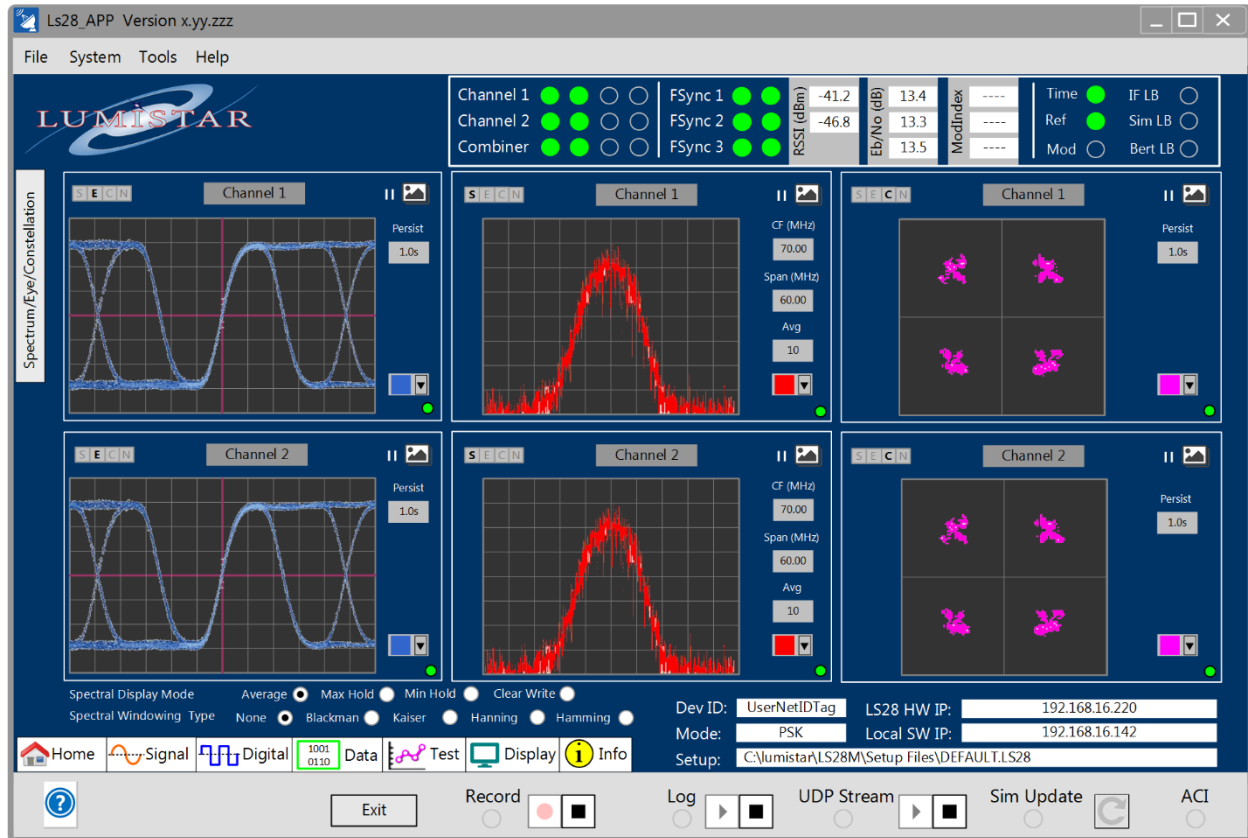 Ls28_APP Version x.yy.zzz
File System Tools Help
LUMISTAR
Channel 1 FSync 1 RSSI (dBm) -41.2 Eb/No (dB) 13.4 ModIndex ---- Time IF LB
Channel 2 FSync 2 -46.8 13.3 ---- Ref Sim LB
Combiner FSync 3 13.5 ---- Mod Bert LB
Spectrum/Eye/Constellation
S E C N Channel 1
Persist
1.0s
S E C N Channel 1
CF (MHz)
70.00
Span (MHz)
60.00
Avg
10
S E C N Channel 1
Persist
1.0s
S E C N Channel 2
Persist
1.0s
S E C N Channel 2
CF (MHz)
70.00
Span (MHz)
60.00
Avg
10
S E C N Channel 2
Persist
1.0s
Spectral Display Mode Average Max Hold Min Hold Clear Write
Spectral Windowing Type None Blackman Kaiser Hanning Hamming
Dev ID: UserNetIDTag LS28 HW IP: 192.168.16.220
Mode: PSK Local SW IP: 192.168.16.142
Setup: C:\lumistar\LS28M\Setup Files\DEFAULT.LS28
Home Signal Digital 1001 0110 Data Test Display i Info
? Exit Record Log UDP Stream Sim Update ACI